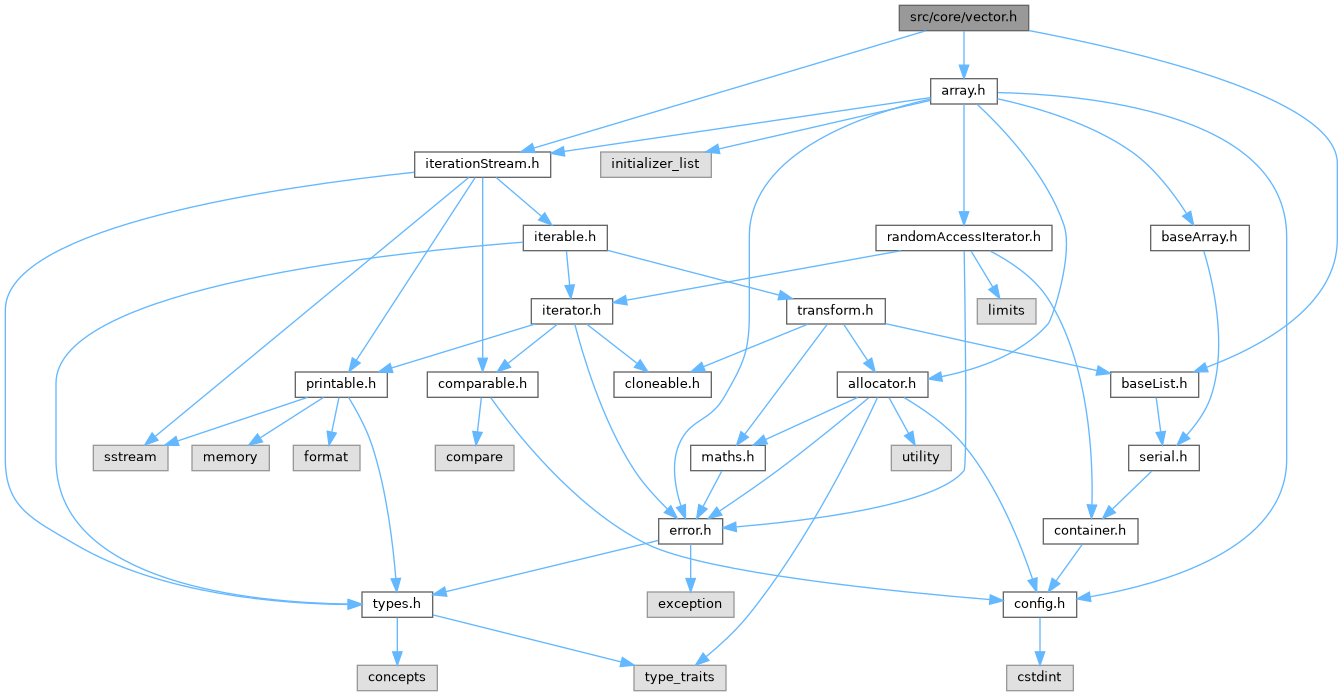 src/core/vector.h
array.h
iterationStream.h
initializer_list
iterable.h
randomAccessIterator.h
baseArray.h
iterator.h
transform.h
limits
printable.h
comparable.h
cloneable.h
allocator.h
baseList.h
sstream
memory
format
compare
maths.h
utility
serial.h
error.h
container.h
types.h
exception
config.h
concepts
type_traits
cstdint